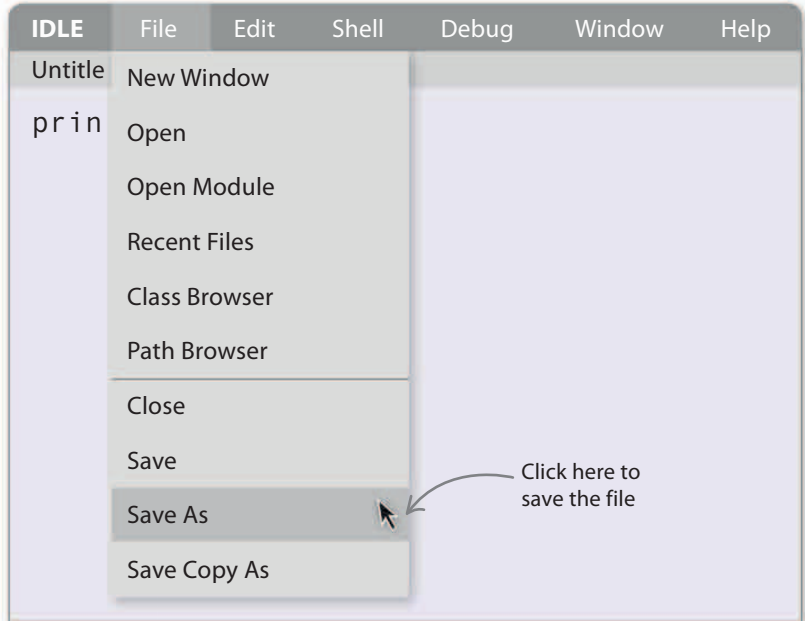 IDLE File Edit Shell Debug Window Help
Untitle
prin
New Window
Open
Open Module
Recent Files
Class Browser
Path Browser
Close
Save
Save As
Save Copy As
Click here to
save the file